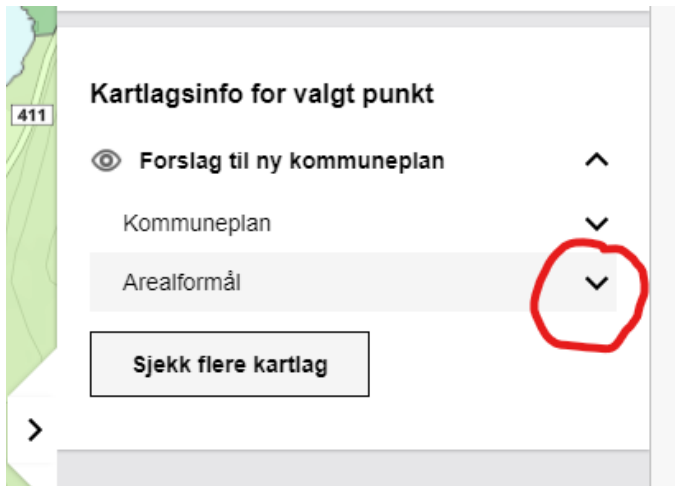 Kartlagsinfo for valgt punkt
411
Forslag til ny kommuneplan
Kommuneplan
Arealformål
Sjekk flere kartlag